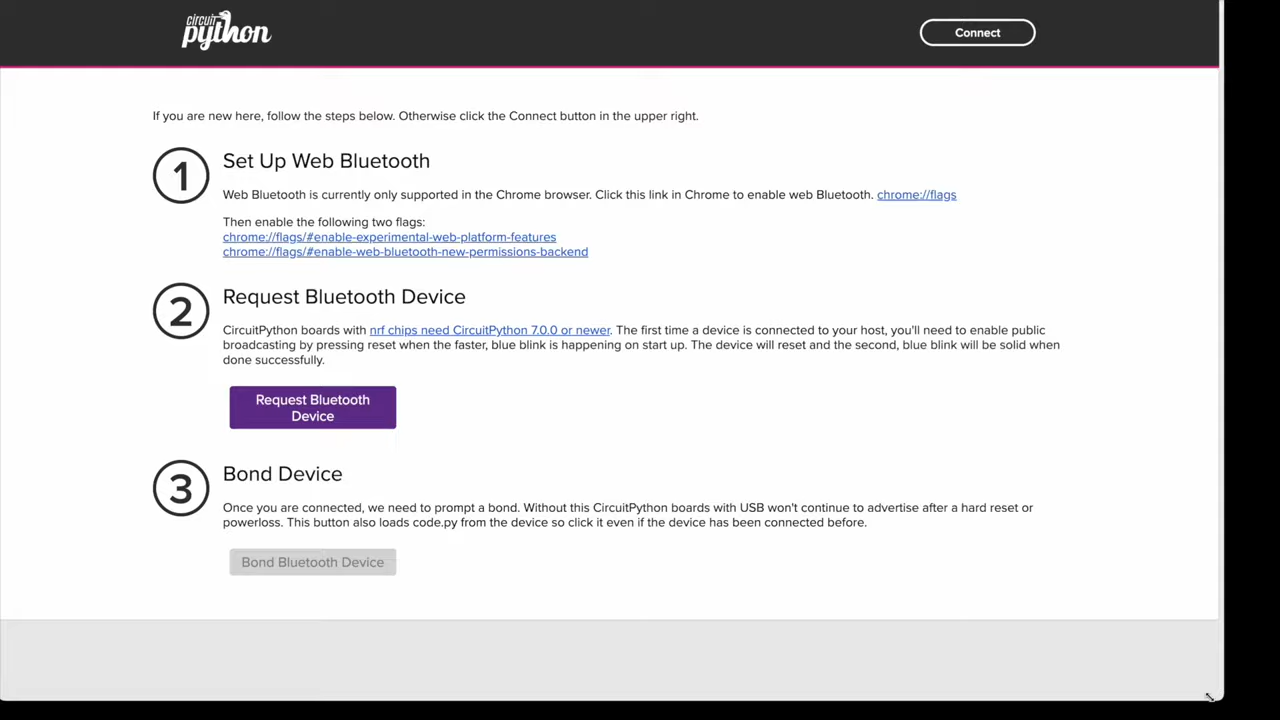 circuit
python
Connect
If you are new here, follow the steps below. Otherwise click the Connect button in the upper right.
1
Set Up Web Bluetooth
Web Bluetooth is currently only supported in the Chrome browser. Click this link in Chrome to enable web Bluetooth. chrome://flags
Then enable the following two flags:
chrome://flags/#enable-experimental-web-platform-features
chrome://flags/#enable-web-bluetooth-new-permissions-backend
2
Request Bluetooth Device
CircuitPython boards with nrf chips need CircuitPython 7.0.0 or newer. The first time a device is connected to your host, you'll need to enable public
broadcasting by pressing reset when the faster, blue blink is happening on start up. The device will reset and the second, blue blink will be solid when
done successfully.
Request Bluetooth
Device
3
Bond Device
Once you are connected, we need to prompt a bond. Without this CircuitPython boards with USB won't continue to advertise after a hard reset or
powerloss. This button also loads code.py from the device so click it even if the device has been connected before.
Bond Bluetooth Device